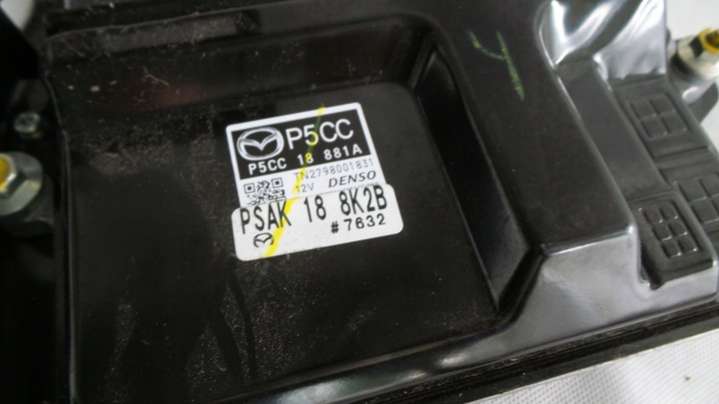 P5CC
P5CC 18 881A
TN2798001831
12V DENSO
PSAK 18 8K2B
#7632